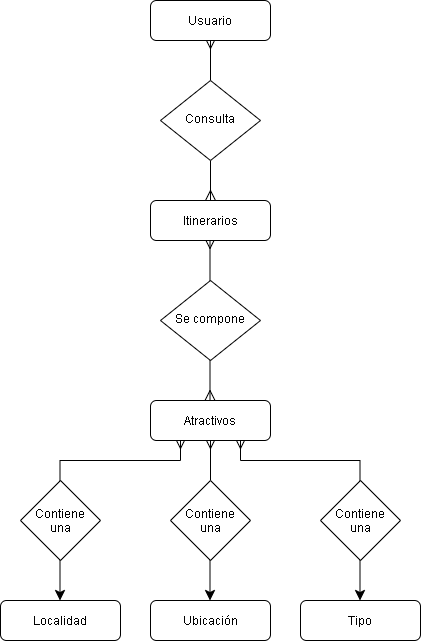 Usuario
Consulta
Itinerarios
Se compone
Atractivos
Contiene
una
Contiene
una
Contiene
una
Localidad
Ubicación
Tipo